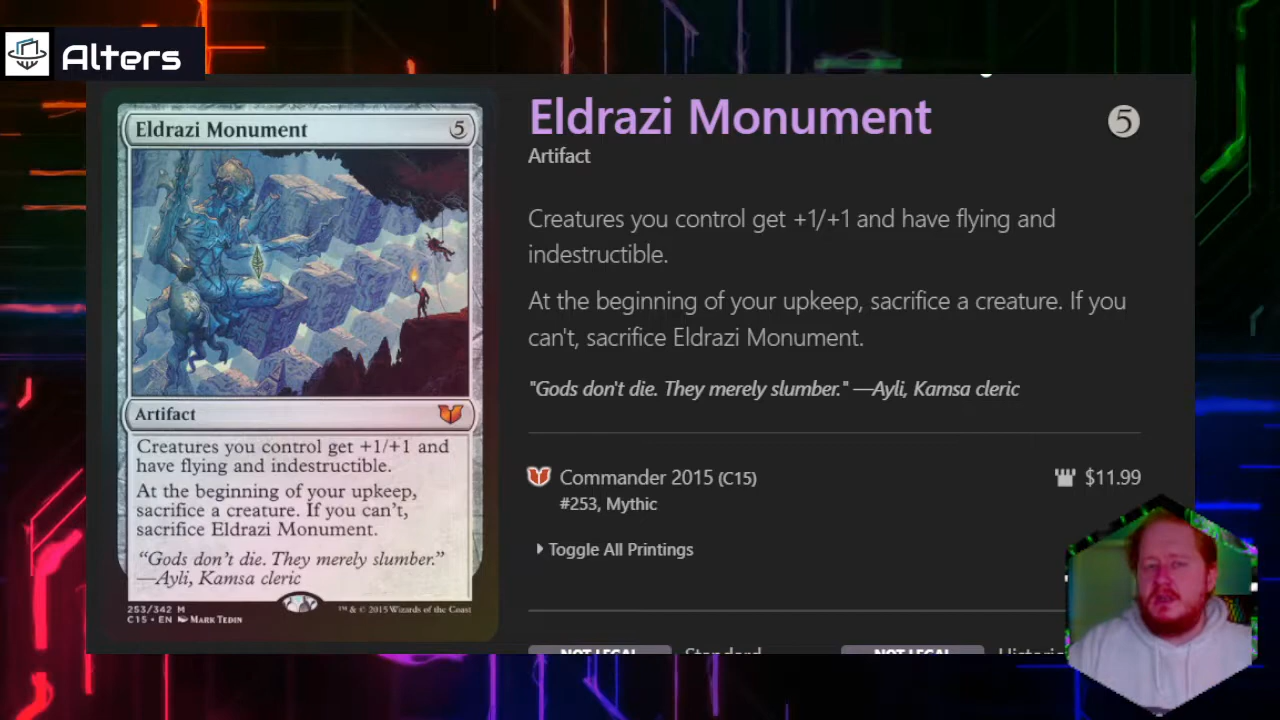 Alters
Eldrazi Monument 5
Artifact
Creatures you control get +1/+1 and
have flying and indestructible.
At the beginning of your upkeep,
sacrifice a creature. If you can't,
sacrifice Eldrazi Monument.
"Gods don't die. They merely slumber."
—Ayli, Kamsa cleric
253/342 M
C15 • EN Mark Tedin
™ & © 2015 Wizards of the Coast
Eldrazi Monument 5
Artifact
Creatures you control get +1/+1 and have flying and
indestructible.
At the beginning of your upkeep, sacrifice a creature. If you
can't, sacrifice Eldrazi Monument.
"Gods don't die. They merely slumber." —Ayli, Kamsa cleric
Commander 2015 (C15) $11.99
#253, Mythic
Toggle All Printings
NOT LEGAL Standard NOT LEGAL